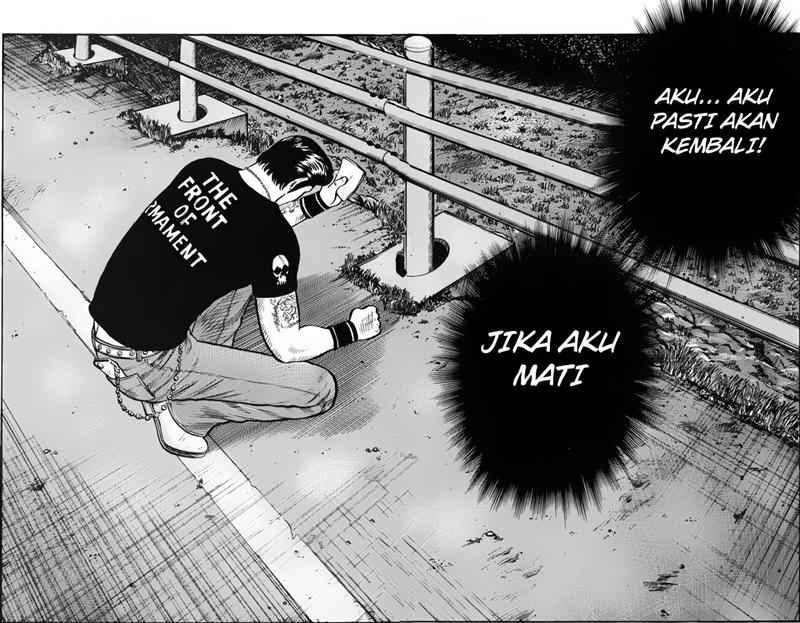 AKU... AKU
PASTI AKAN
KEMBALI!
JIKA AKU
MATI
THE
FRONT
OF
RMAMENT